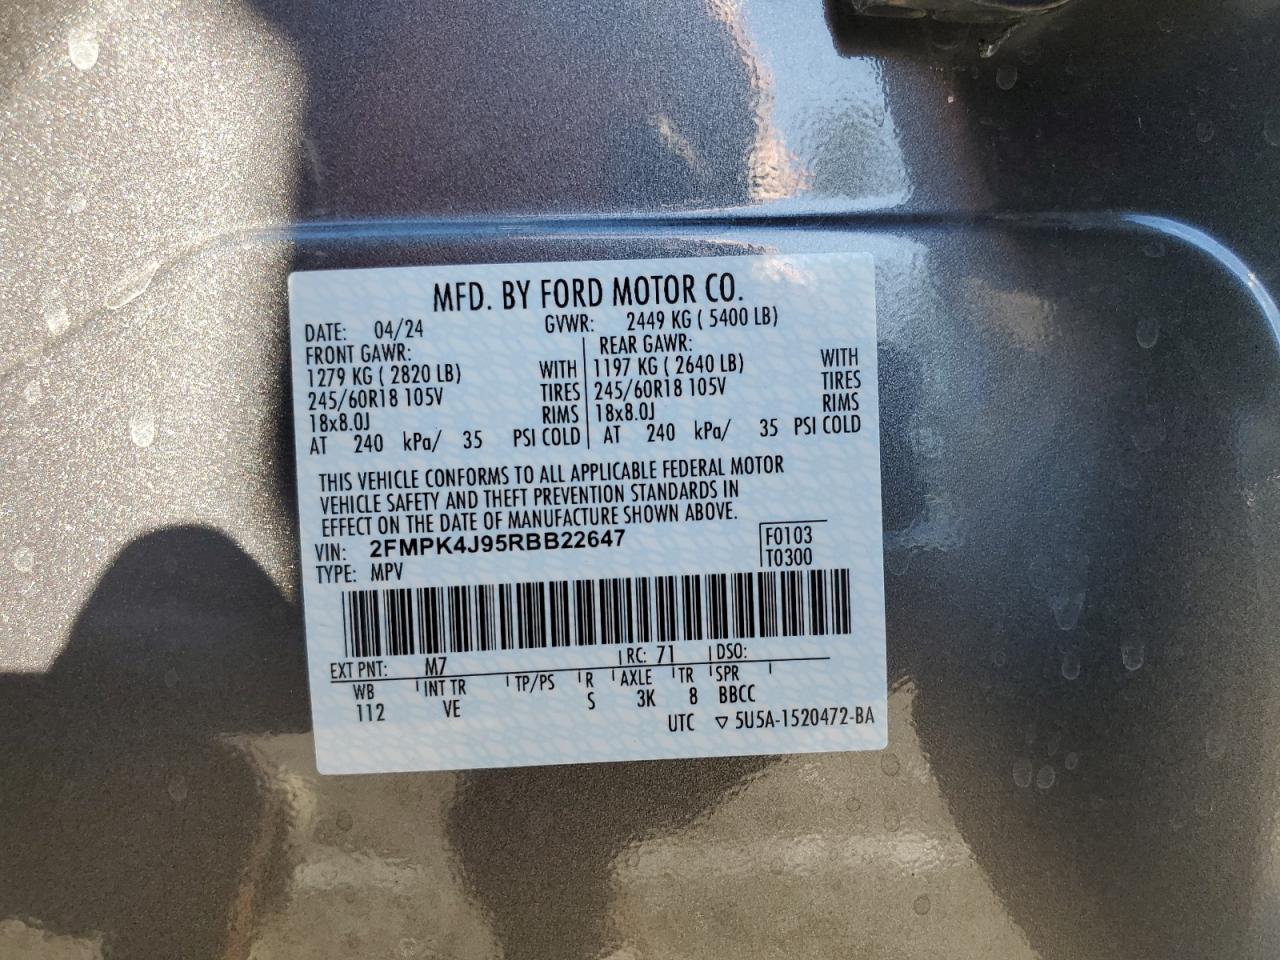 MFD. BY FORD MOTOR CO.
DATE: 04/24 GVWR: 2449 KG ( 5400 LB)
FRONT GAWR: REAR GAWR:
1279 KG ( 2820 LB) WITH 1197 KG ( 2640 LB) WITH
245/60R18 105V TIRES 245/60R18 105V TIRES
18x8.0J RIMS 18x8.0J RIMS
AT 240 kPa/ 35 PSI COLD AT 240 kPa/ 35 PSI COLD
THIS VEHICLE CONFORMS TO ALL APPLICABLE FEDERAL MOTOR
VEHICLE SAFETY AND THEFT PREVENTION STANDARDS IN
EFFECT ON THE DATE OF MANUFACTURE SHOWN ABOVE.
VIN: 2FMPK4J95RBB22647 F0103
TYPE: MPV T0300
EXT PNT: M7 RC: 71 DSO:
WB INT TR TP/PS R AXLE TR SPR
112 VE S 3K 8 BBCC
UTC ▽ 5U5A-1520472-BA